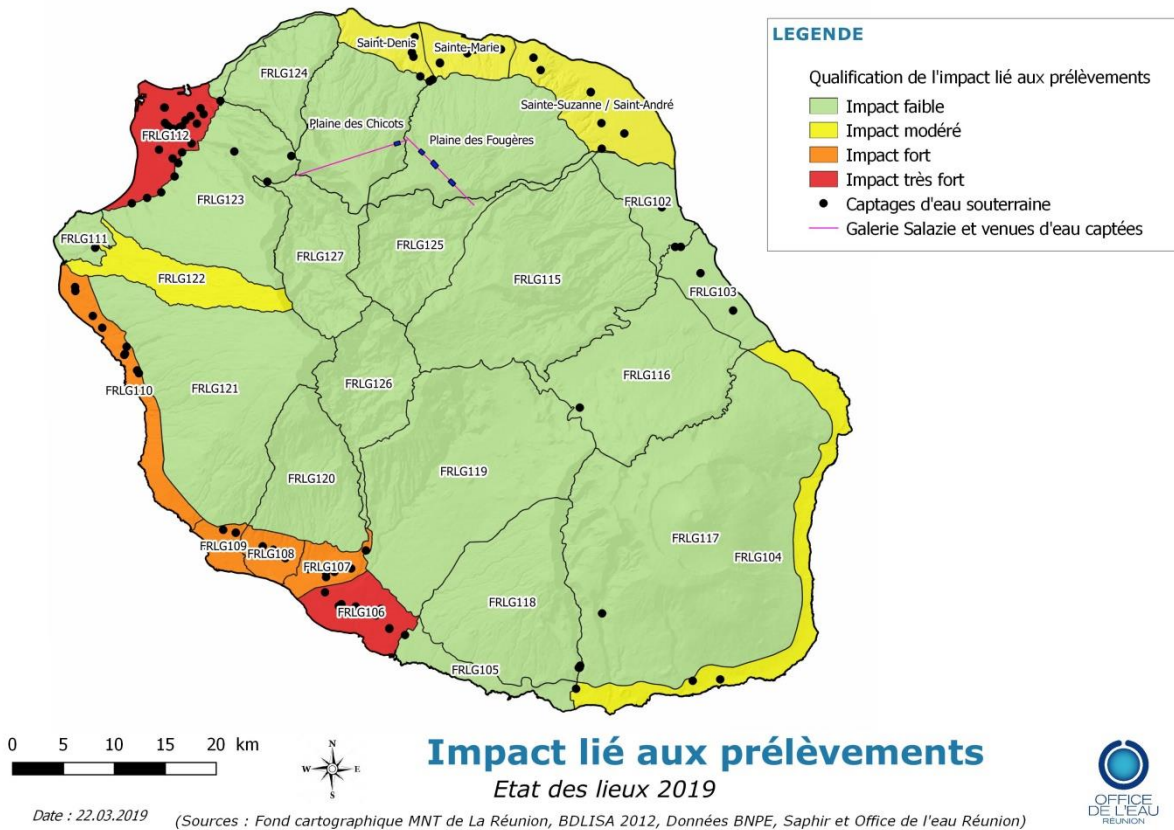 LEGENDE
Qualification de l'impact lié aux prélèvements
Impact faible
Impact modéré
Impact fort
Impact très fort
Captages d'eau souterraine
Galerie Salazie et venues d'eau captées
Saint-Denis
Sainte-Marie
FRLG124
Sainte-Suzanne / Saint-André
Plaine des Chicots
FRLG112
Plaine des Fougères
FRLG123
FRLG102
FRLG111
FRLG125
FRLG127
FRLG122
FRLG115
FRLG103
FRLG116
FRLG126
FRLG121
FRLG110
FRLG119
FRLG120
FRLG117
FRLG109
FRLG108
FRLG104
FRLG107
FRLG118
FRLG106
FRLG105
0 5 10 15 20 km
N
W E
S
Impact lié aux prélèvements
Etat des lieux 2019
Date : 22.03.2019
(Sources : Fond cartographique MNT de La Réunion, BDLISA 2012, Données BNPE, Saphir et Office de l'eau Réunion)
OFFICE
DE L'EAU
RÉUNION